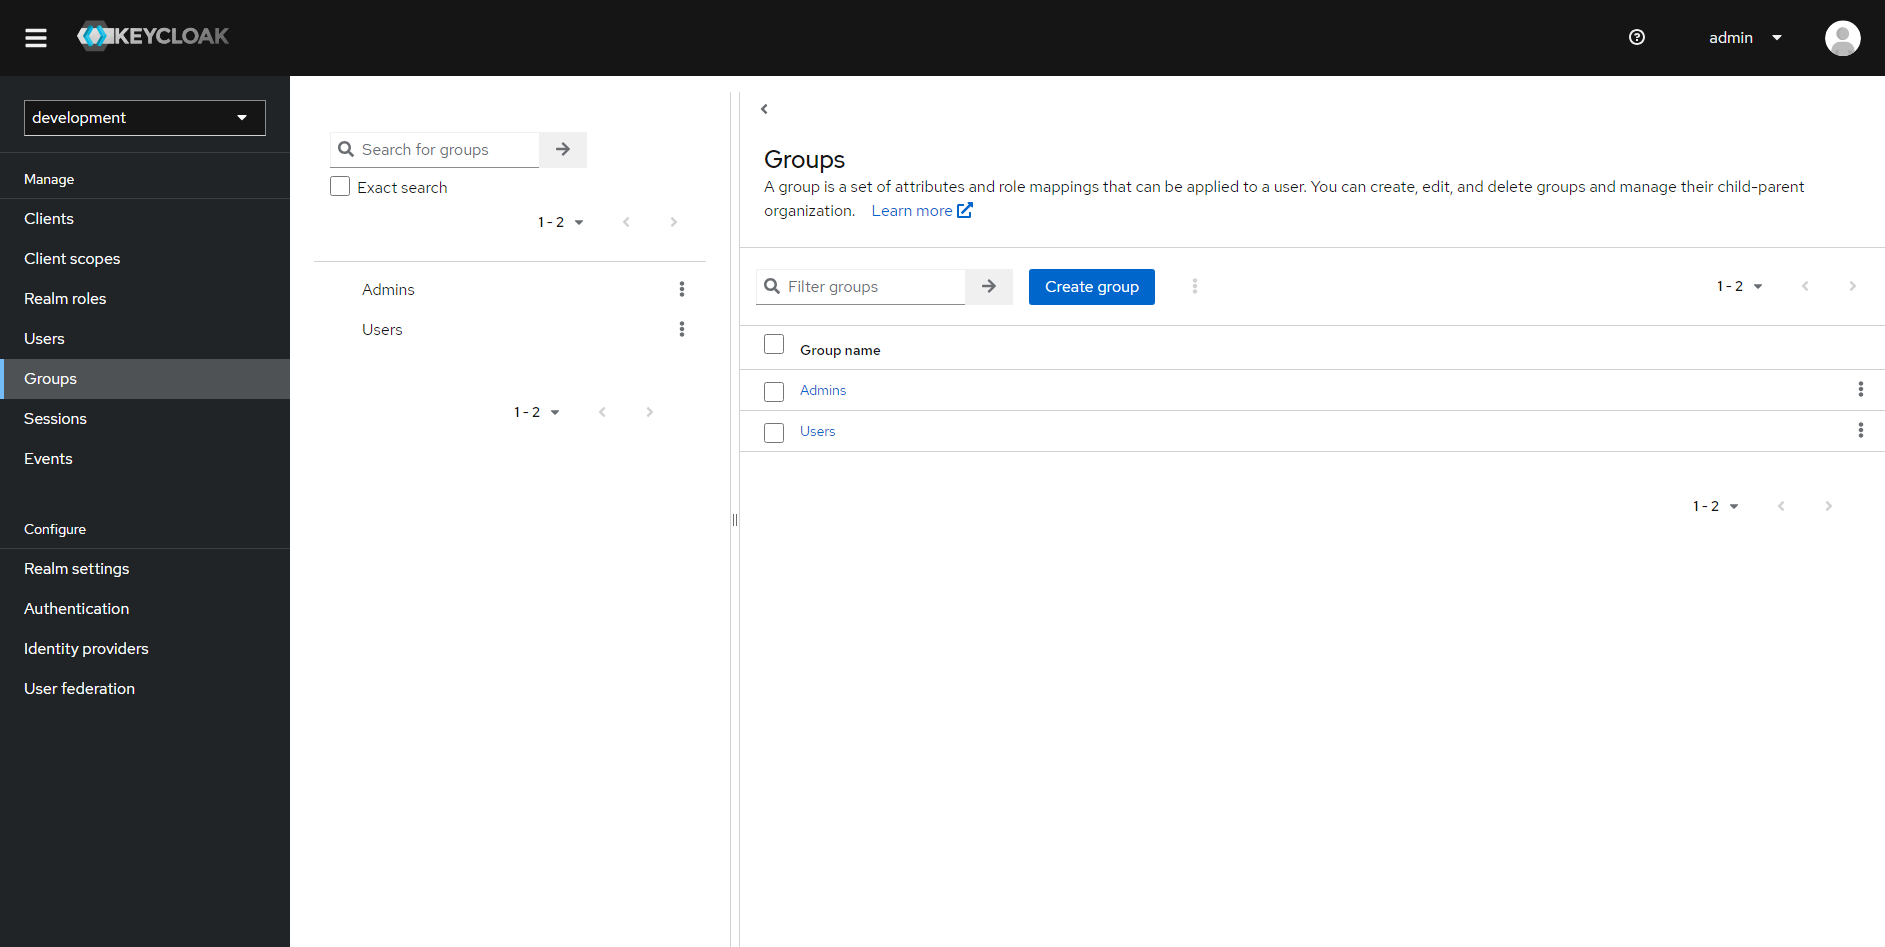 KEYCLOAK
admin
development
Manage
Clients
Client scopes
Realm roles
Users
Groups
Sessions
Events
Configure
Realm settings
Authentication
Identity providers
User federation
Search for groups
Exact search
1 - 2
Admins
Users
1 - 2
Groups
A group is a set of attributes and role mappings that can be applied to a user. You can create, edit, and delete groups and manage their child-parent
organization. Learn more
Filter groups
Create group
1 - 2
Group name
Admins
Users
1 - 2